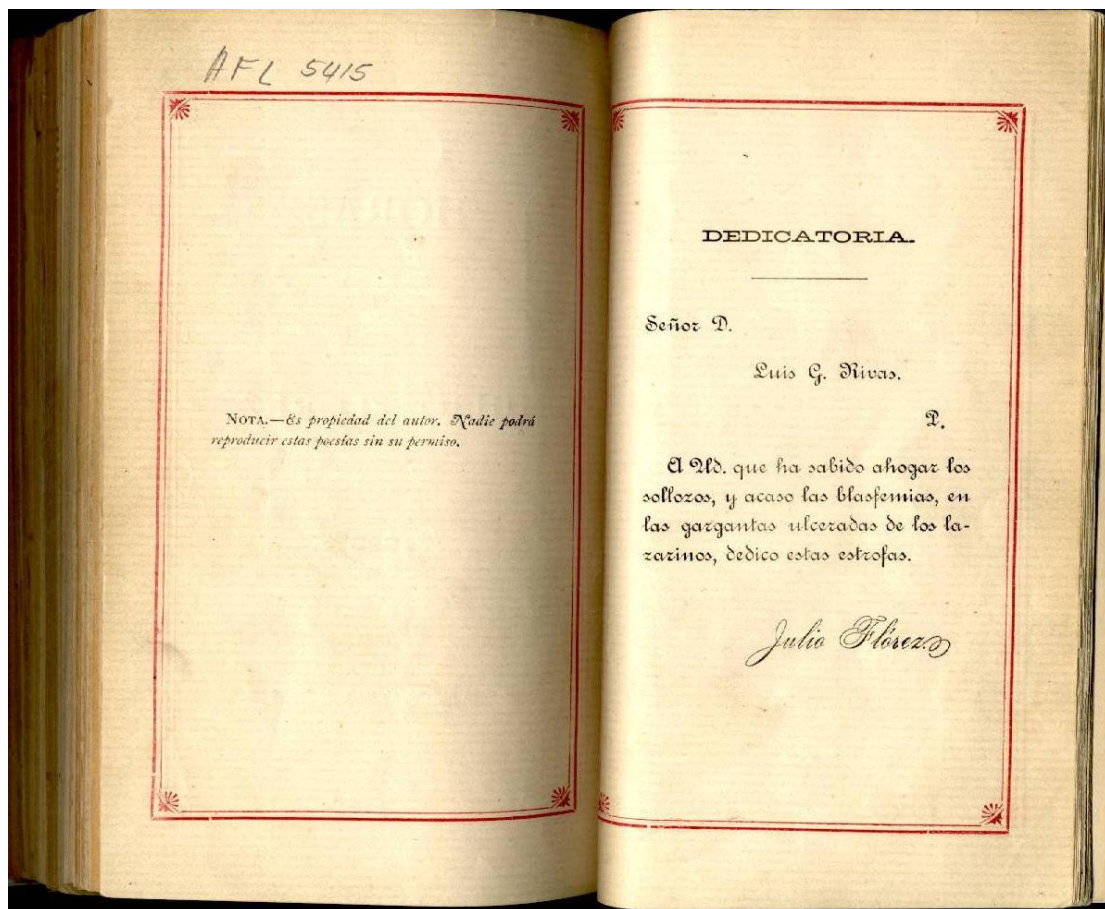 AFL 5415
NOTA.—Es propiedad del autor. Nadie podrá
reproducir estas poesías sin su permiso.
DEDICATORIA.
Señor D.
Luis G. Rivas.
P.
A Ud. que ha sabido ahogar los
sollozos, y acaso las blasfemias, en
las gargantas ulceradas de los la-
zarinos, dedico estas estrofas.
Julio Flórez